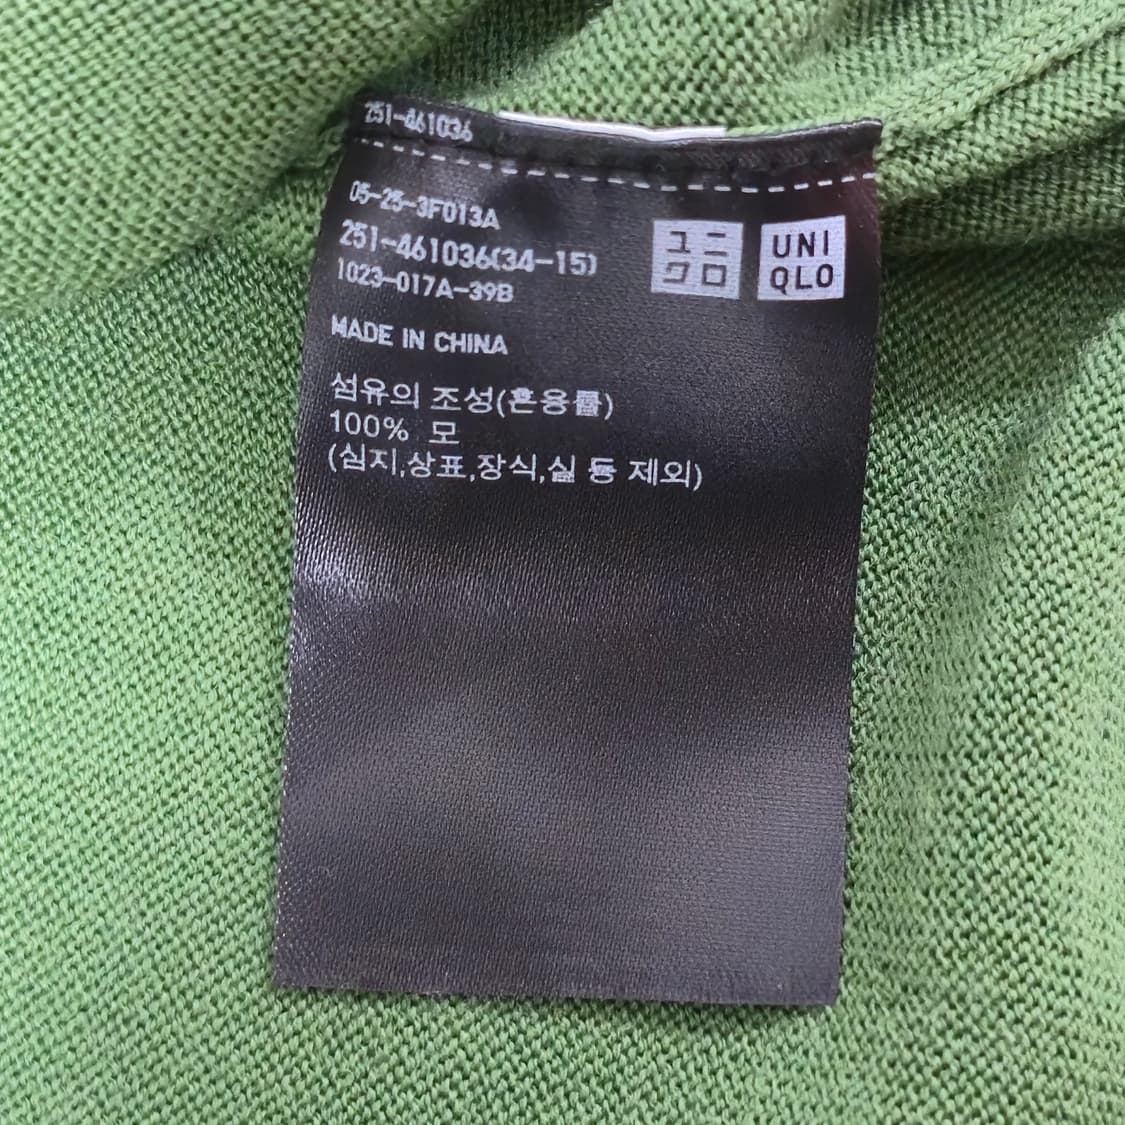 251-461036
05-25-3F013A
251-461036(34-15)
1023-017A-39B
ユニ
クロ
UNI
QLO
MADE IN CHINA
섬유의 조성(혼용률)
100% 모
(심지,상표,장식,실 등 제외)